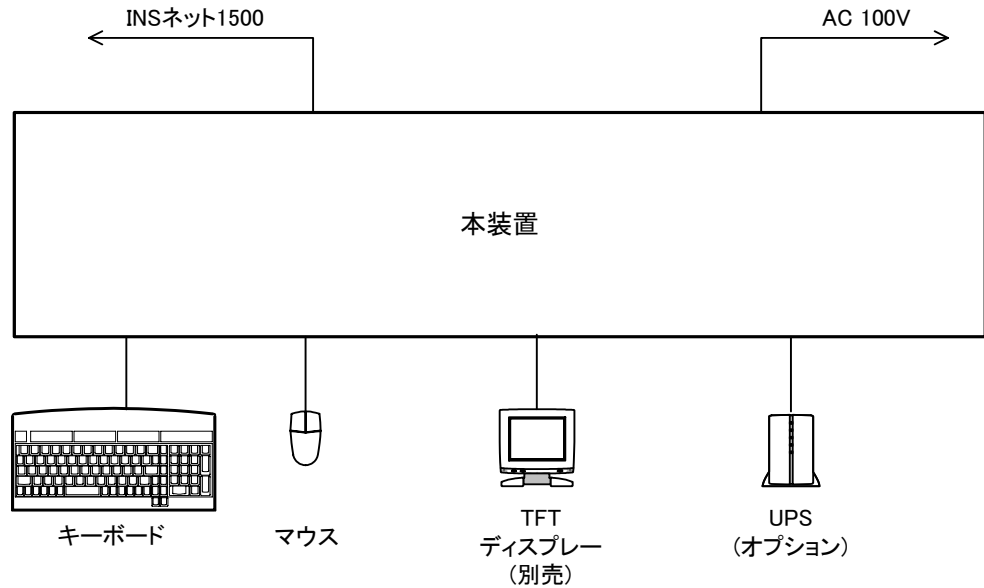 INSネット1500
AC 100V
本装置
キーボード
マウス
TFT
ディスプレー
(別売)
UPS
(オプション)